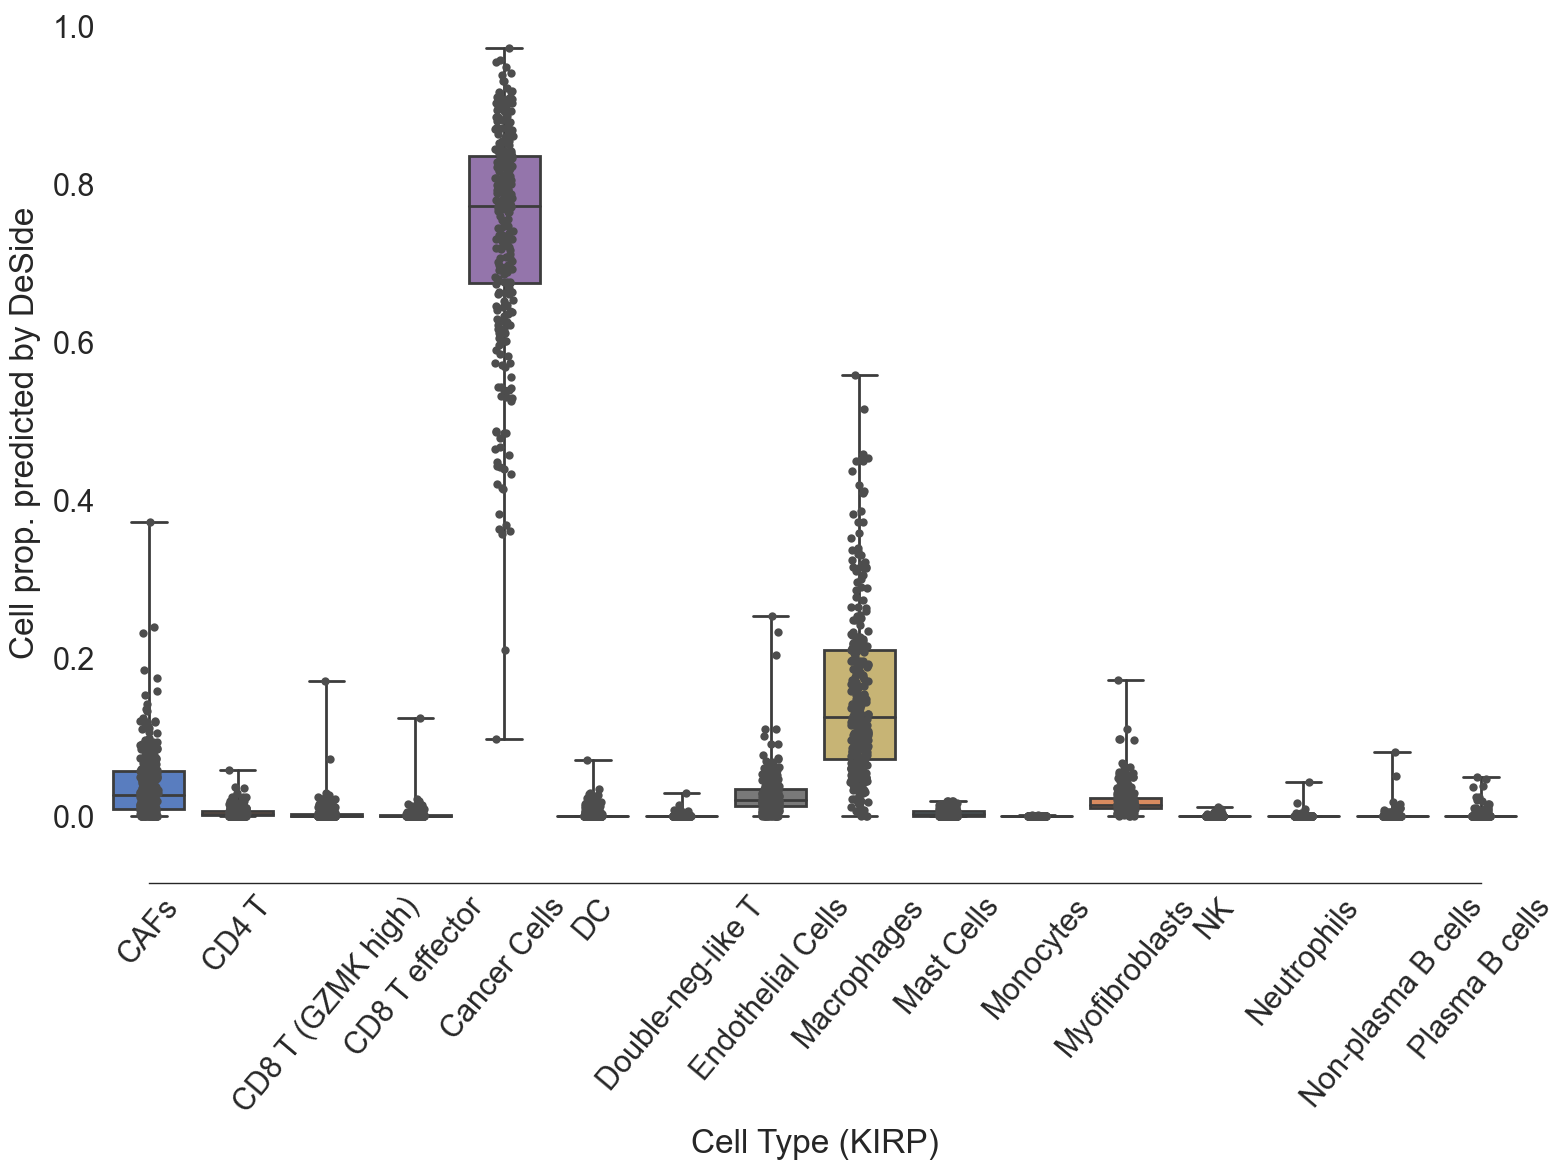 1.0
0.8
0.6
0.4
0.2
0.0
Cell prop. predicted by DeSide
CAFs
CD4 T
CD8 T (GZMK high)
CD8 T effector
Cancer Cells
DC
Double-neg-like T
Endothelial Cells
Macrophages
Mast Cells
Monocytes
Myofibroblasts
NK
Neutrophils
Non-plasma B cells
Plasma B cells
Cell Type (KIRP)